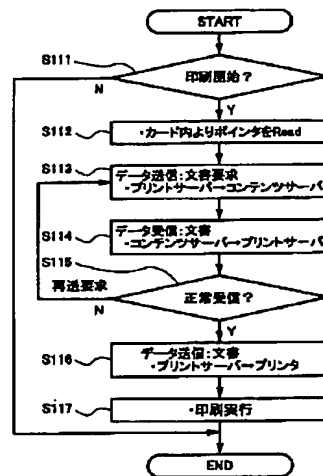 START
S111
印刷開始？
N
Y
S112
・カード内よりポインタをRead
S113
データ送信：文書要求
・プリントサーバー→コンテンツサーバ
S114
データ受信：文書
・コンテンツサーバー→プリントサーバ
S115
再送要求
正常受信？
N
Y
S116
データ送信：文書
・プリントサーバー→プリンタ
S117
・印刷実行
END